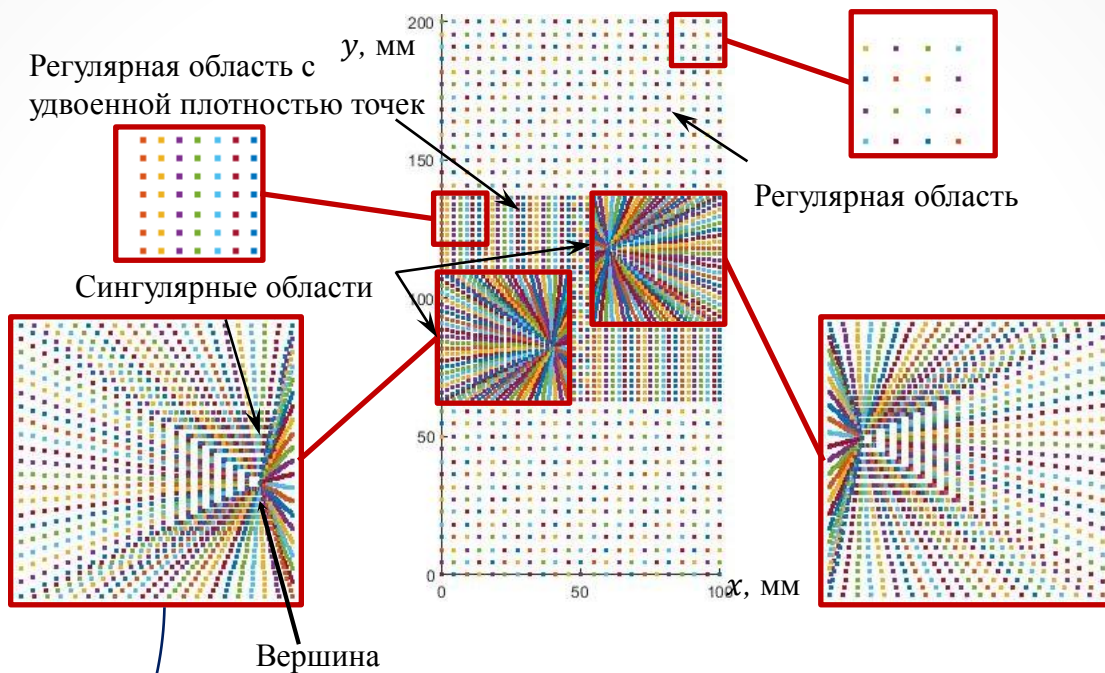 200
y, мм
Регулярная область с
удвоенной плотностью точек
150
Регулярная область
Сингулярные области
100
50
0
0
50
100
x, мм
Вершина